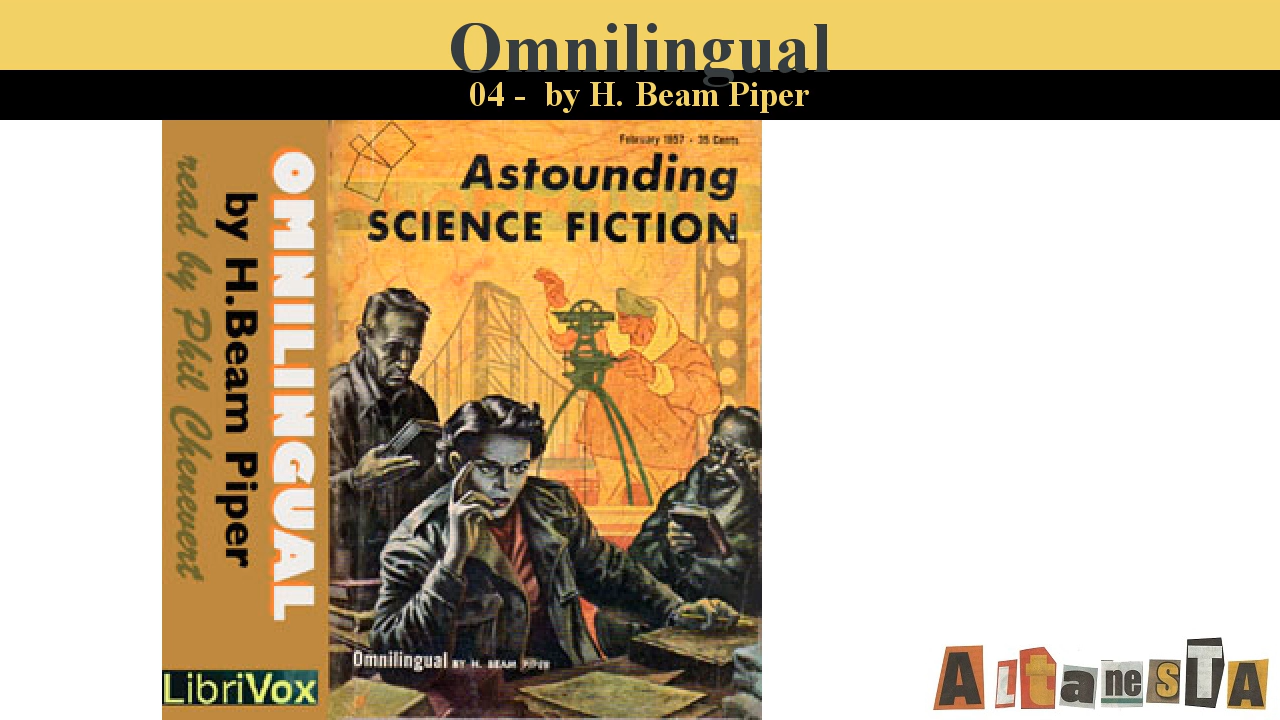 Omnilingual
04 - by H. Beam Piper
OMNILINGUAL
by H.Beam Piper
read by Phil Chenevert
LibriVox
February 1957 - 35 Cents
Astounding
SCIENCE FICTION
Omnilingual BY H. BEAM PIPER
AltanesTA